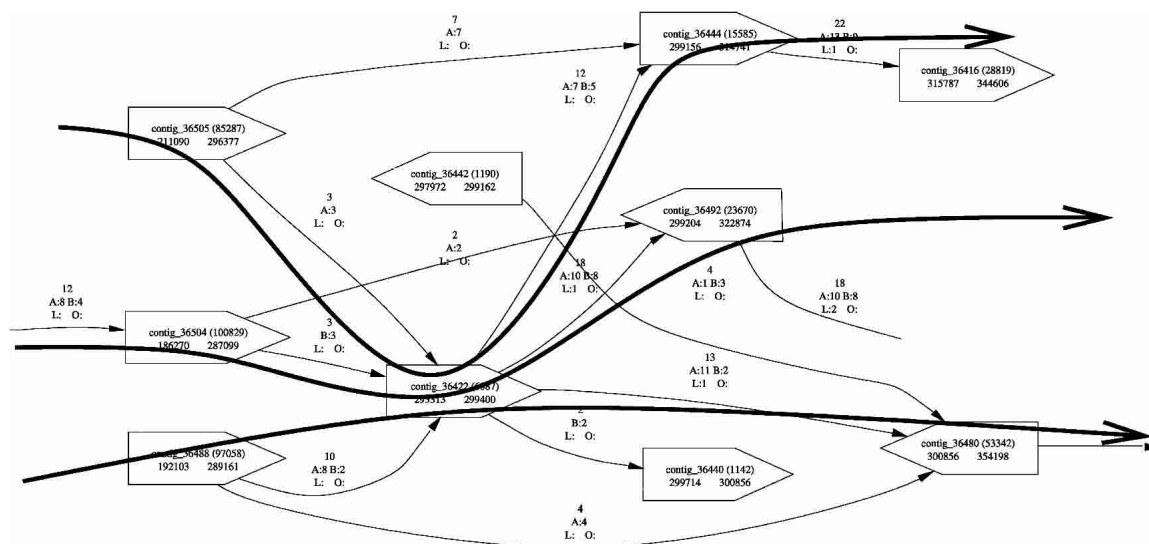 7
A:7
L: O:
contig_36444 (15585)
299156 314741
22
A:13 B:9
L:1 O:
contig_36416 (28819)
315787 344606
12
A:7 B:5
L: O:
contig_36505 (85287)
211090 296377
contig_36442 (1190)
297972 299162
3
A:3
L: O:
contig_36492 (23670)
299204 322874
2
A:2
L: O:
18
A:10 B:8
L:1 O:
4
A:1 B:3
L: O:
18
A:10 B:8
L:2 O:
12
A:8 B:4
L: O:
contig_36504 (100829)
186270 287099
3
B:3
L: O:
13
A:11 B:2
L:1 O:
contig_36422
299400
2
B:2
L: O:
contig_36488 (97058)
192103 289161
10
A:8 B:2
L: O:
contig_36440 (1142)
299714 300856
contig_36480 (53342)
300856 354198
4
A:4
L: O: